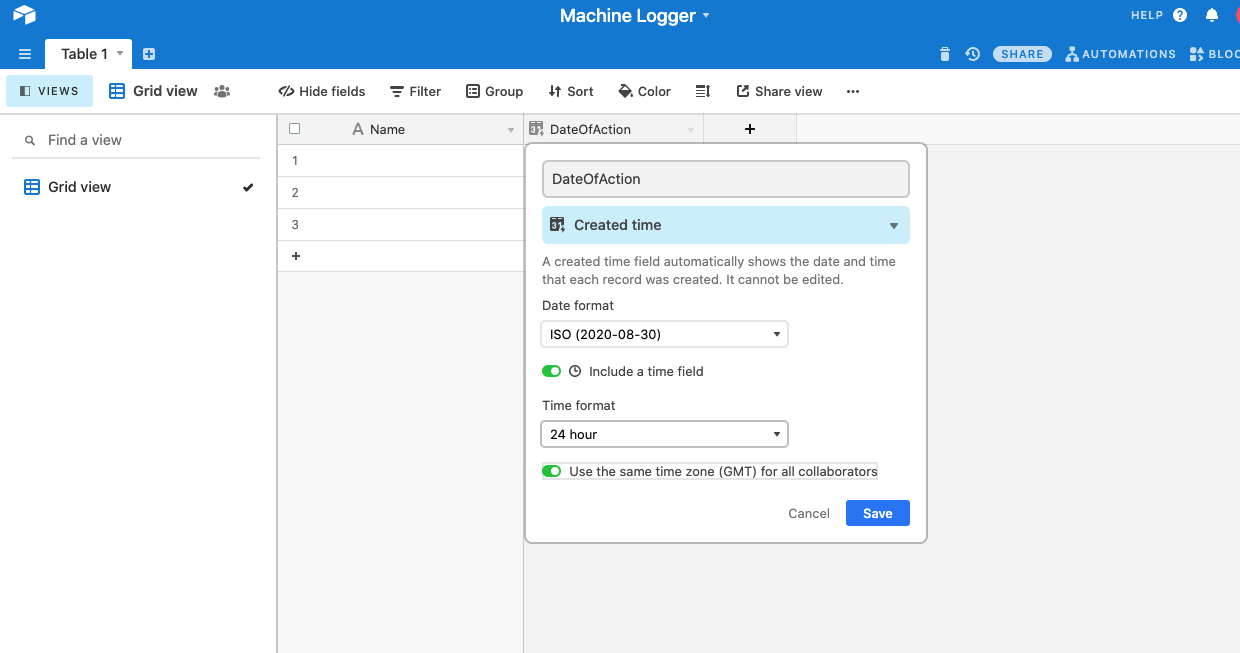 Machine Logger
HELP
Table 1
SHARE
AUTOMATIONS
BLOC
VIEWS
Grid view
Hide fields
Filter
Group
Sort
Color
Share view
Find a view
Grid view
Name
DateOfAction
1
2
3
DateOfAction
Created time
A created time field automatically shows the date and time
that each record was created. It cannot be edited.
Date format
ISO (2020-08-30)
Include a time field
Time format
24 hour
Use the same time zone (GMT) for all collaborators
Cancel
Save